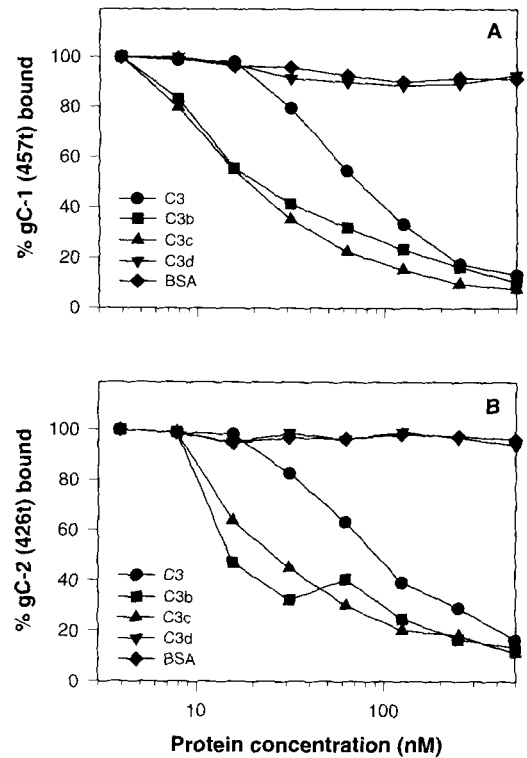 A
% gC-1 (457t) bound
100
80
60
40
20
0
C3
C3b
C3c
C3d
BSA
B
% gC-2 (426t) bound
100
80
60
40
20
0
C3
C3b
C3c
C3d
BSA
10
100
Protein concentration (nM)